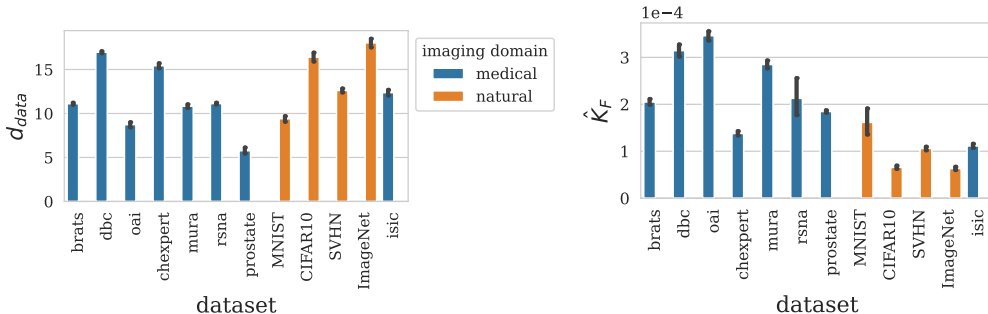 15
10
5
0
d_data
brats
dbc
oai
chexpert
mura
rsna
prostate
MNIST
CIFAR10
SVHN
ImageNet
isic
dataset
imaging domain
medical
natural
1e−4
3
2
1
0
K̂_F
brats
dbc
oai
chexpert
mura
rsna
prostate
MNIST
CIFAR10
SVHN
ImageNet
isic
dataset